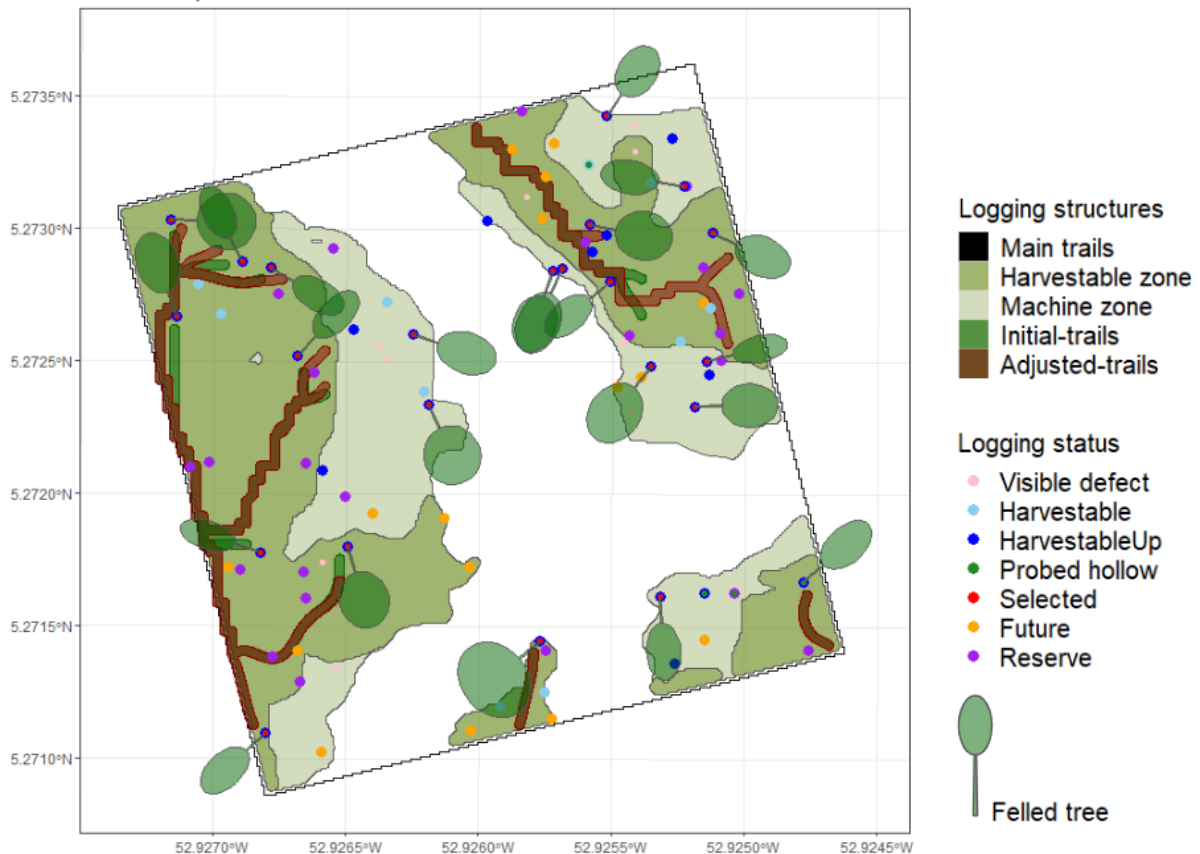 5.2735°N
5.2730°N
5.2725°N
5.2720°N
5.2715°N
5.2710°N
52.9270°W 52.9265°W 52.9260°W 52.9255°W 52.9250°W 52.9245°W
Logging structures
Main trails
Harvestable zone
Machine zone
Initial-trails
Adjusted-trails
Logging status
Visible defect
Harvestable
HarvestableUp
Probed hollow
Selected
Future
Reserve
Felled tree